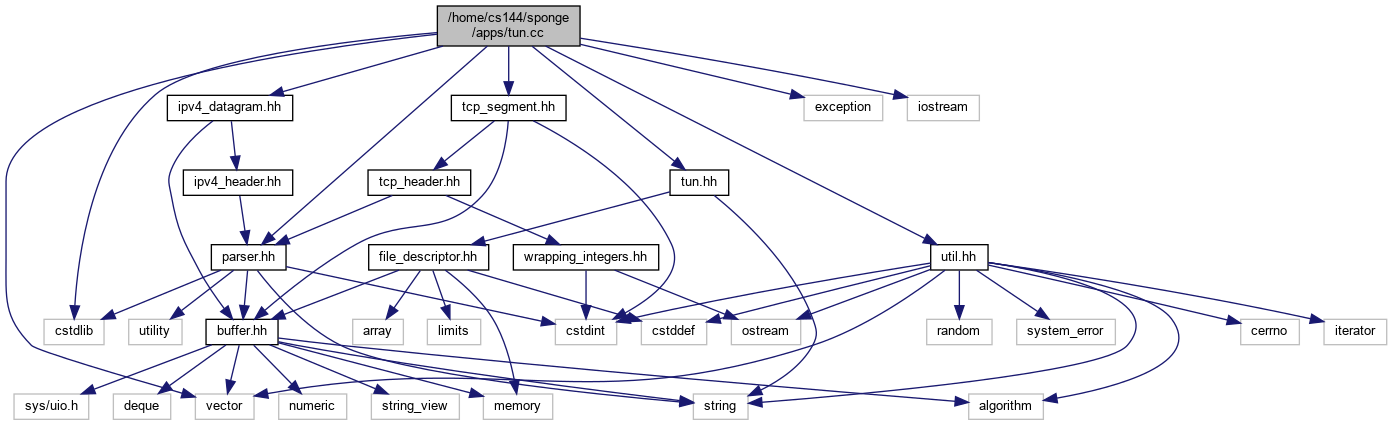 /home/cs144/sponge
/apps/tun.cc
ipv4_datagram.hh
tcp_segment.hh
exception
iostream
ipv4_header.hh
tcp_header.hh
tun.hh
parser.hh
file_descriptor.hh
wrapping_integers.hh
util.hh
cstdlib
utility
buffer.hh
array
limits
cstdint
cstddef
ostream
random
system_error
cerrno
iterator
sys/uio.h
deque
vector
numeric
string_view
memory
string
algorithm